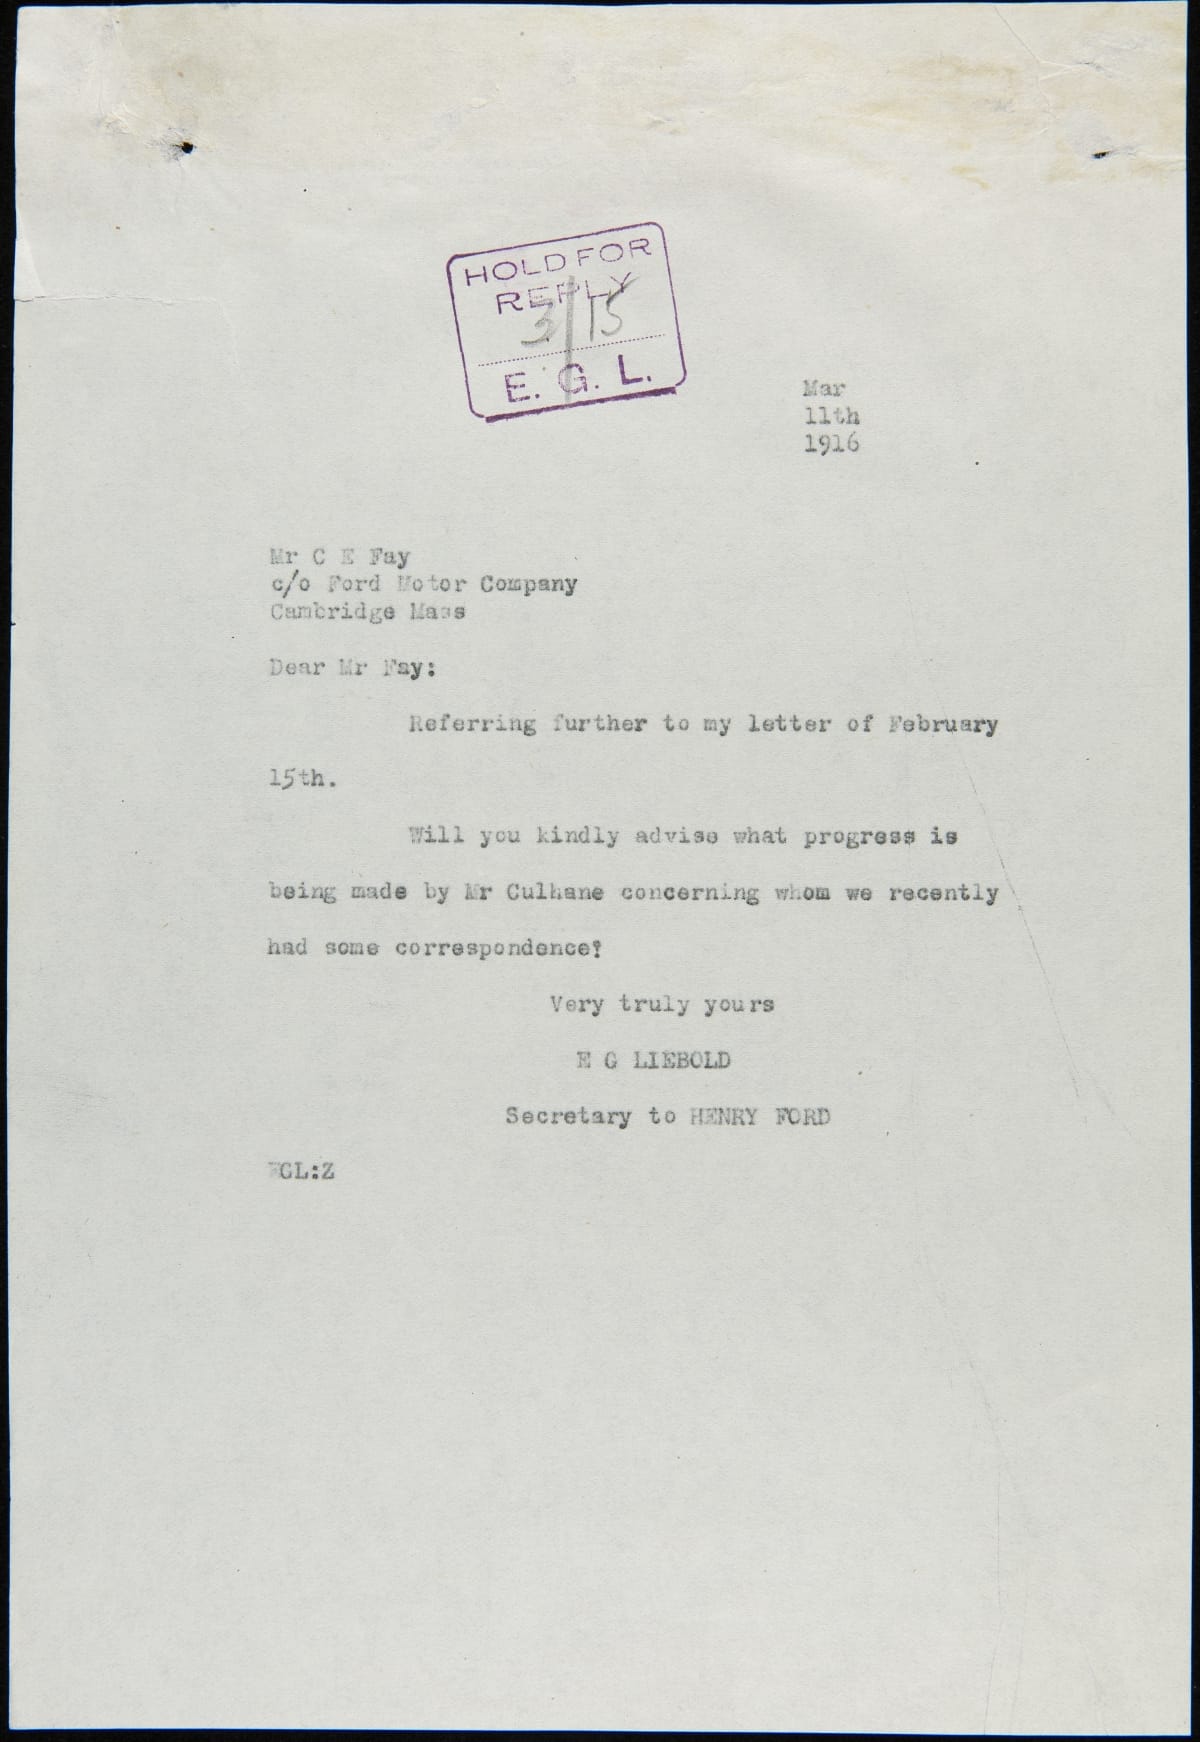 HOLD FOR
REPLY
3/15
E. G. L.
Mar
11th
1916
Mr C E Fay
c/o Ford Motor Company
Cambridge Mass
Dear Mr Fay:
Referring further to my letter of February
15th.
Will you kindly advise what progress is
being made by Mr Culhane concerning whom we recently
had some correspondence?
Very truly yours
E G LIEBOLD
Secretary to HENRY FORD
EGL:Z